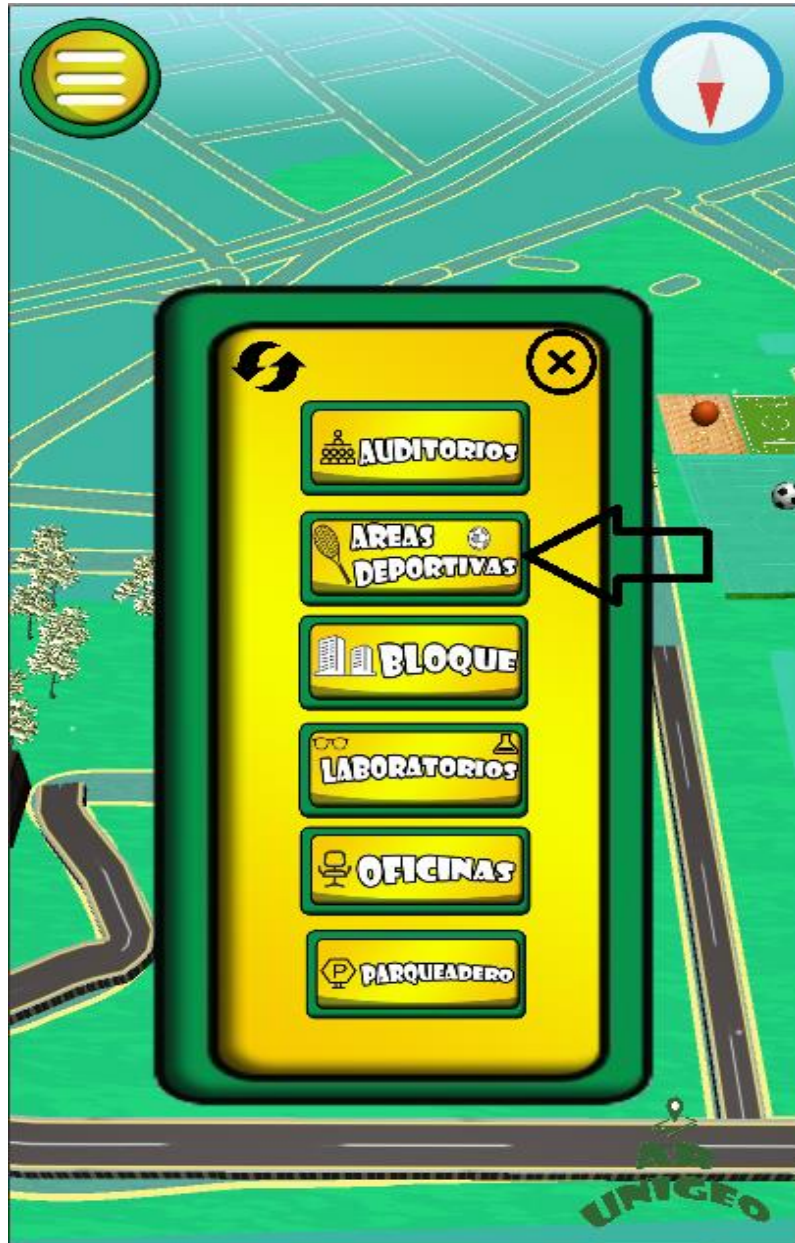 AUDITORIOS
AREAS
DEPORTIVAS
BLOQUE
LABORATORIOS
OFICINAS
P PARQUEADERO
AR
UNIGEO